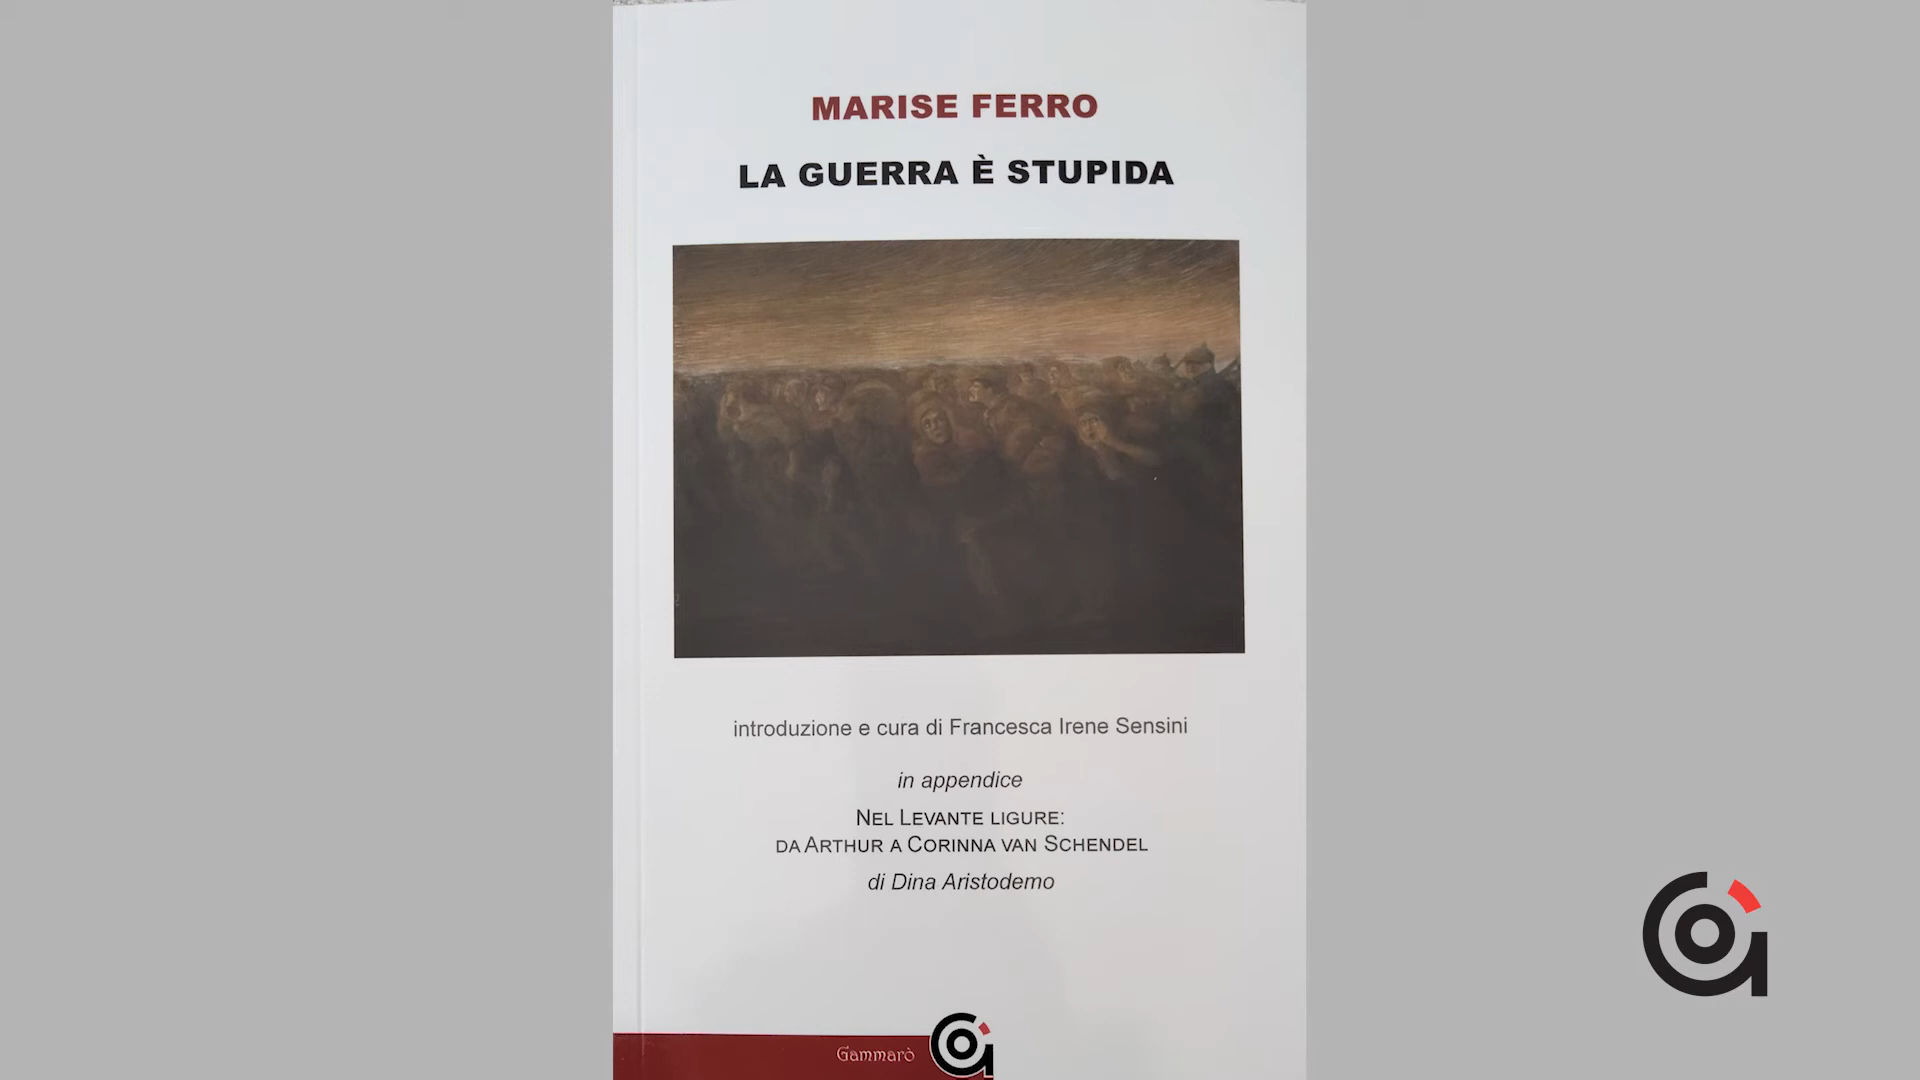 MARISE FERRO
LA GUERRA È STUPIDA
introduzione e cura di Francesca Irene Sensini
in appendice
NEL LEVANTE LIGURE:
DA ARTHUR A CORINNA VAN SCHENDEL
di Dina Aristodemo
Gammarò